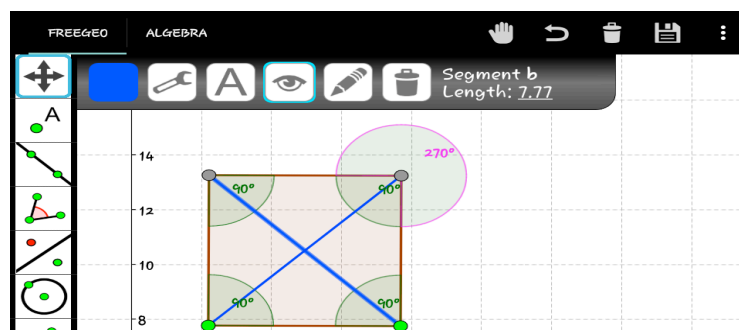 FREEGEO ALGEBRA
A Segment b
Length: 7.77
A
270°
14
90° 90°
12
10
90° 90°
8